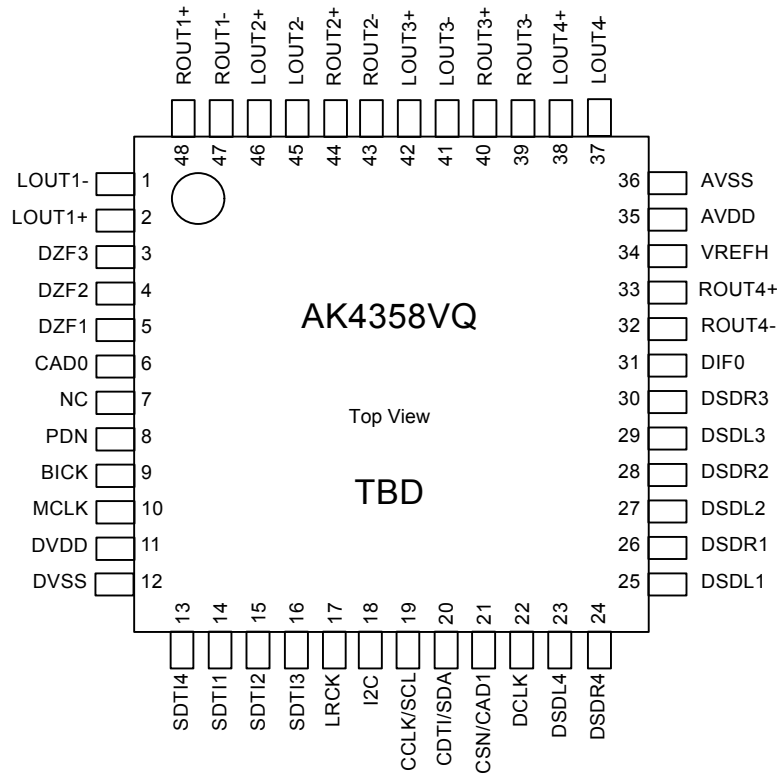 ROUT1+
ROUT1-
LOUT2+
LOUT2-
ROUT2+
ROUT2-
LOUT3+
LOUT3-
ROUT3+
ROUT3-
LOUT4+
LOUT4-
48
47
46
45
44
43
42
41
40
39
38
37
LOUT1- 1
LOUT1+ 2
DZF3 3
DZF2 4
DZF1 5
CAD0 6
NC 7
PDN 8
BICK 9
MCLK 10
DVDD 11
DVSS 12
AK4358VQ
Top View
TBD
36 AVSS
35 AVDD
34 VREFH
33 ROUT4+
32 ROUT4-
31 DIF0
30 DSDR3
29 DSDL3
28 DSDR2
27 DSDL2
26 DSDR1
25 DSDL1
13
14
15
16
17
18
19
20
21
22
23
24
SDTI4
SDTI1
SDTI2
SDTI3
LRCK
I2C
CCLK/SCL
CDTI/SDA
CSN/CAD1
DCLK
DSDL4
DSDR4